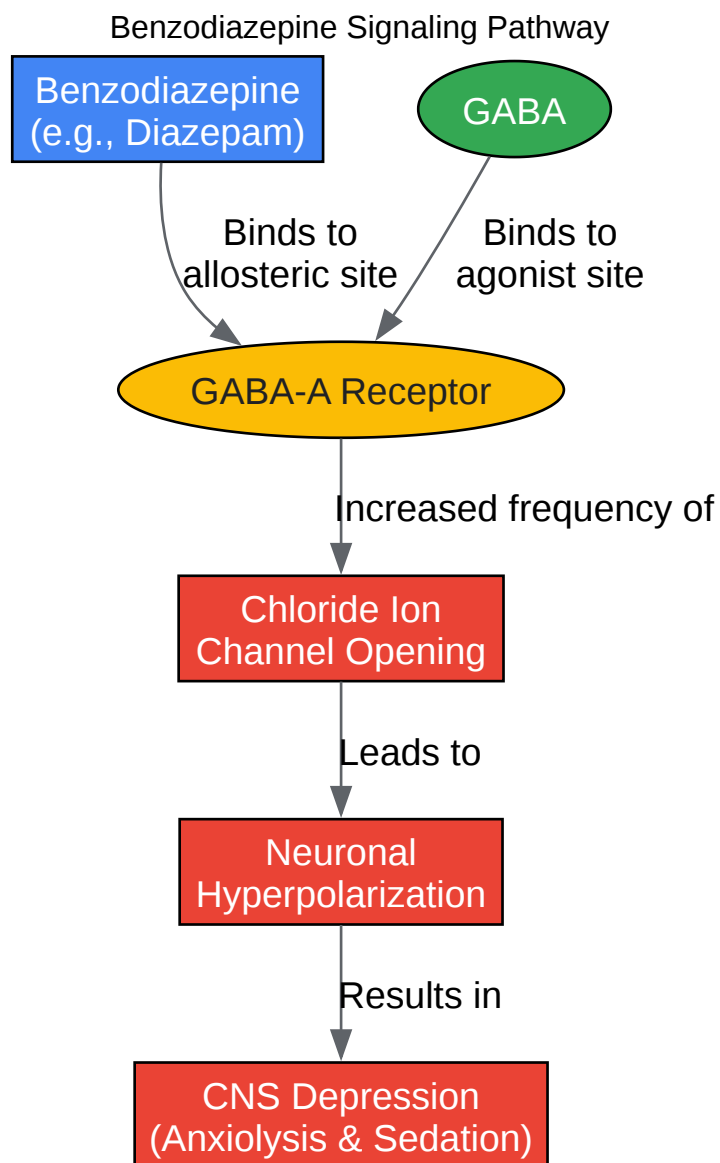 Benzodiazepine Signaling Pathway
Benzodiazepine
(e.g., Diazepam)
GABA
Binds to
allosteric site
Binds to
agonist site
GABA-A Receptor
Increased frequency of
Chloride Ion
Channel Opening
Leads to
Neuronal
Hyperpolarization
Results in
CNS Depression
(Anxiolysis & Sedation)